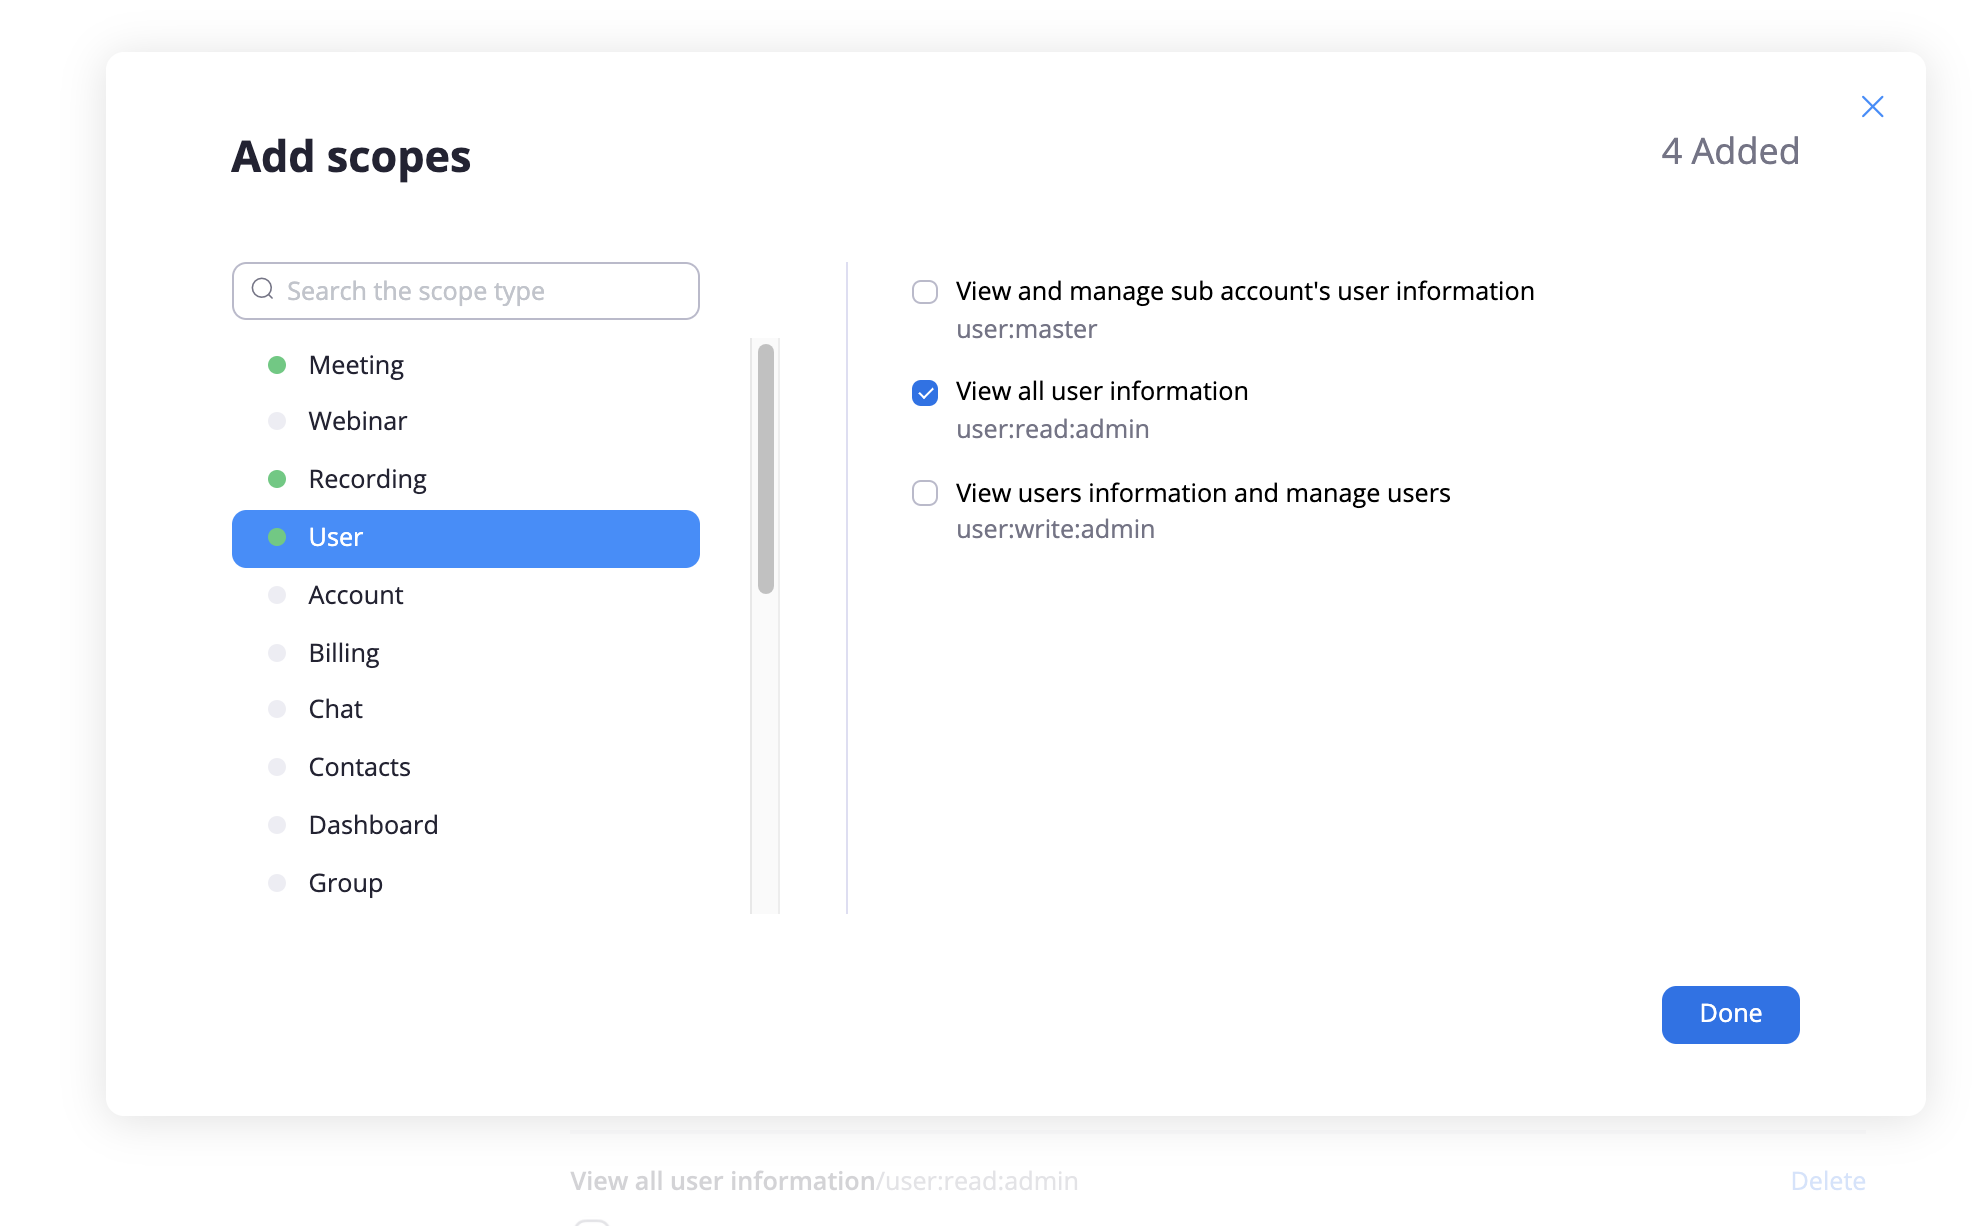 Add scopes
4 Added
Search the scope type
Meeting
Webinar
Recording
User
Account
Billing
Chat
Contacts
Dashboard
Group
View and manage sub account's user information
user:master
View all user information
user:read:admin
View users information and manage users
user:write:admin
Done
View all user information/user:read:admin
Delete